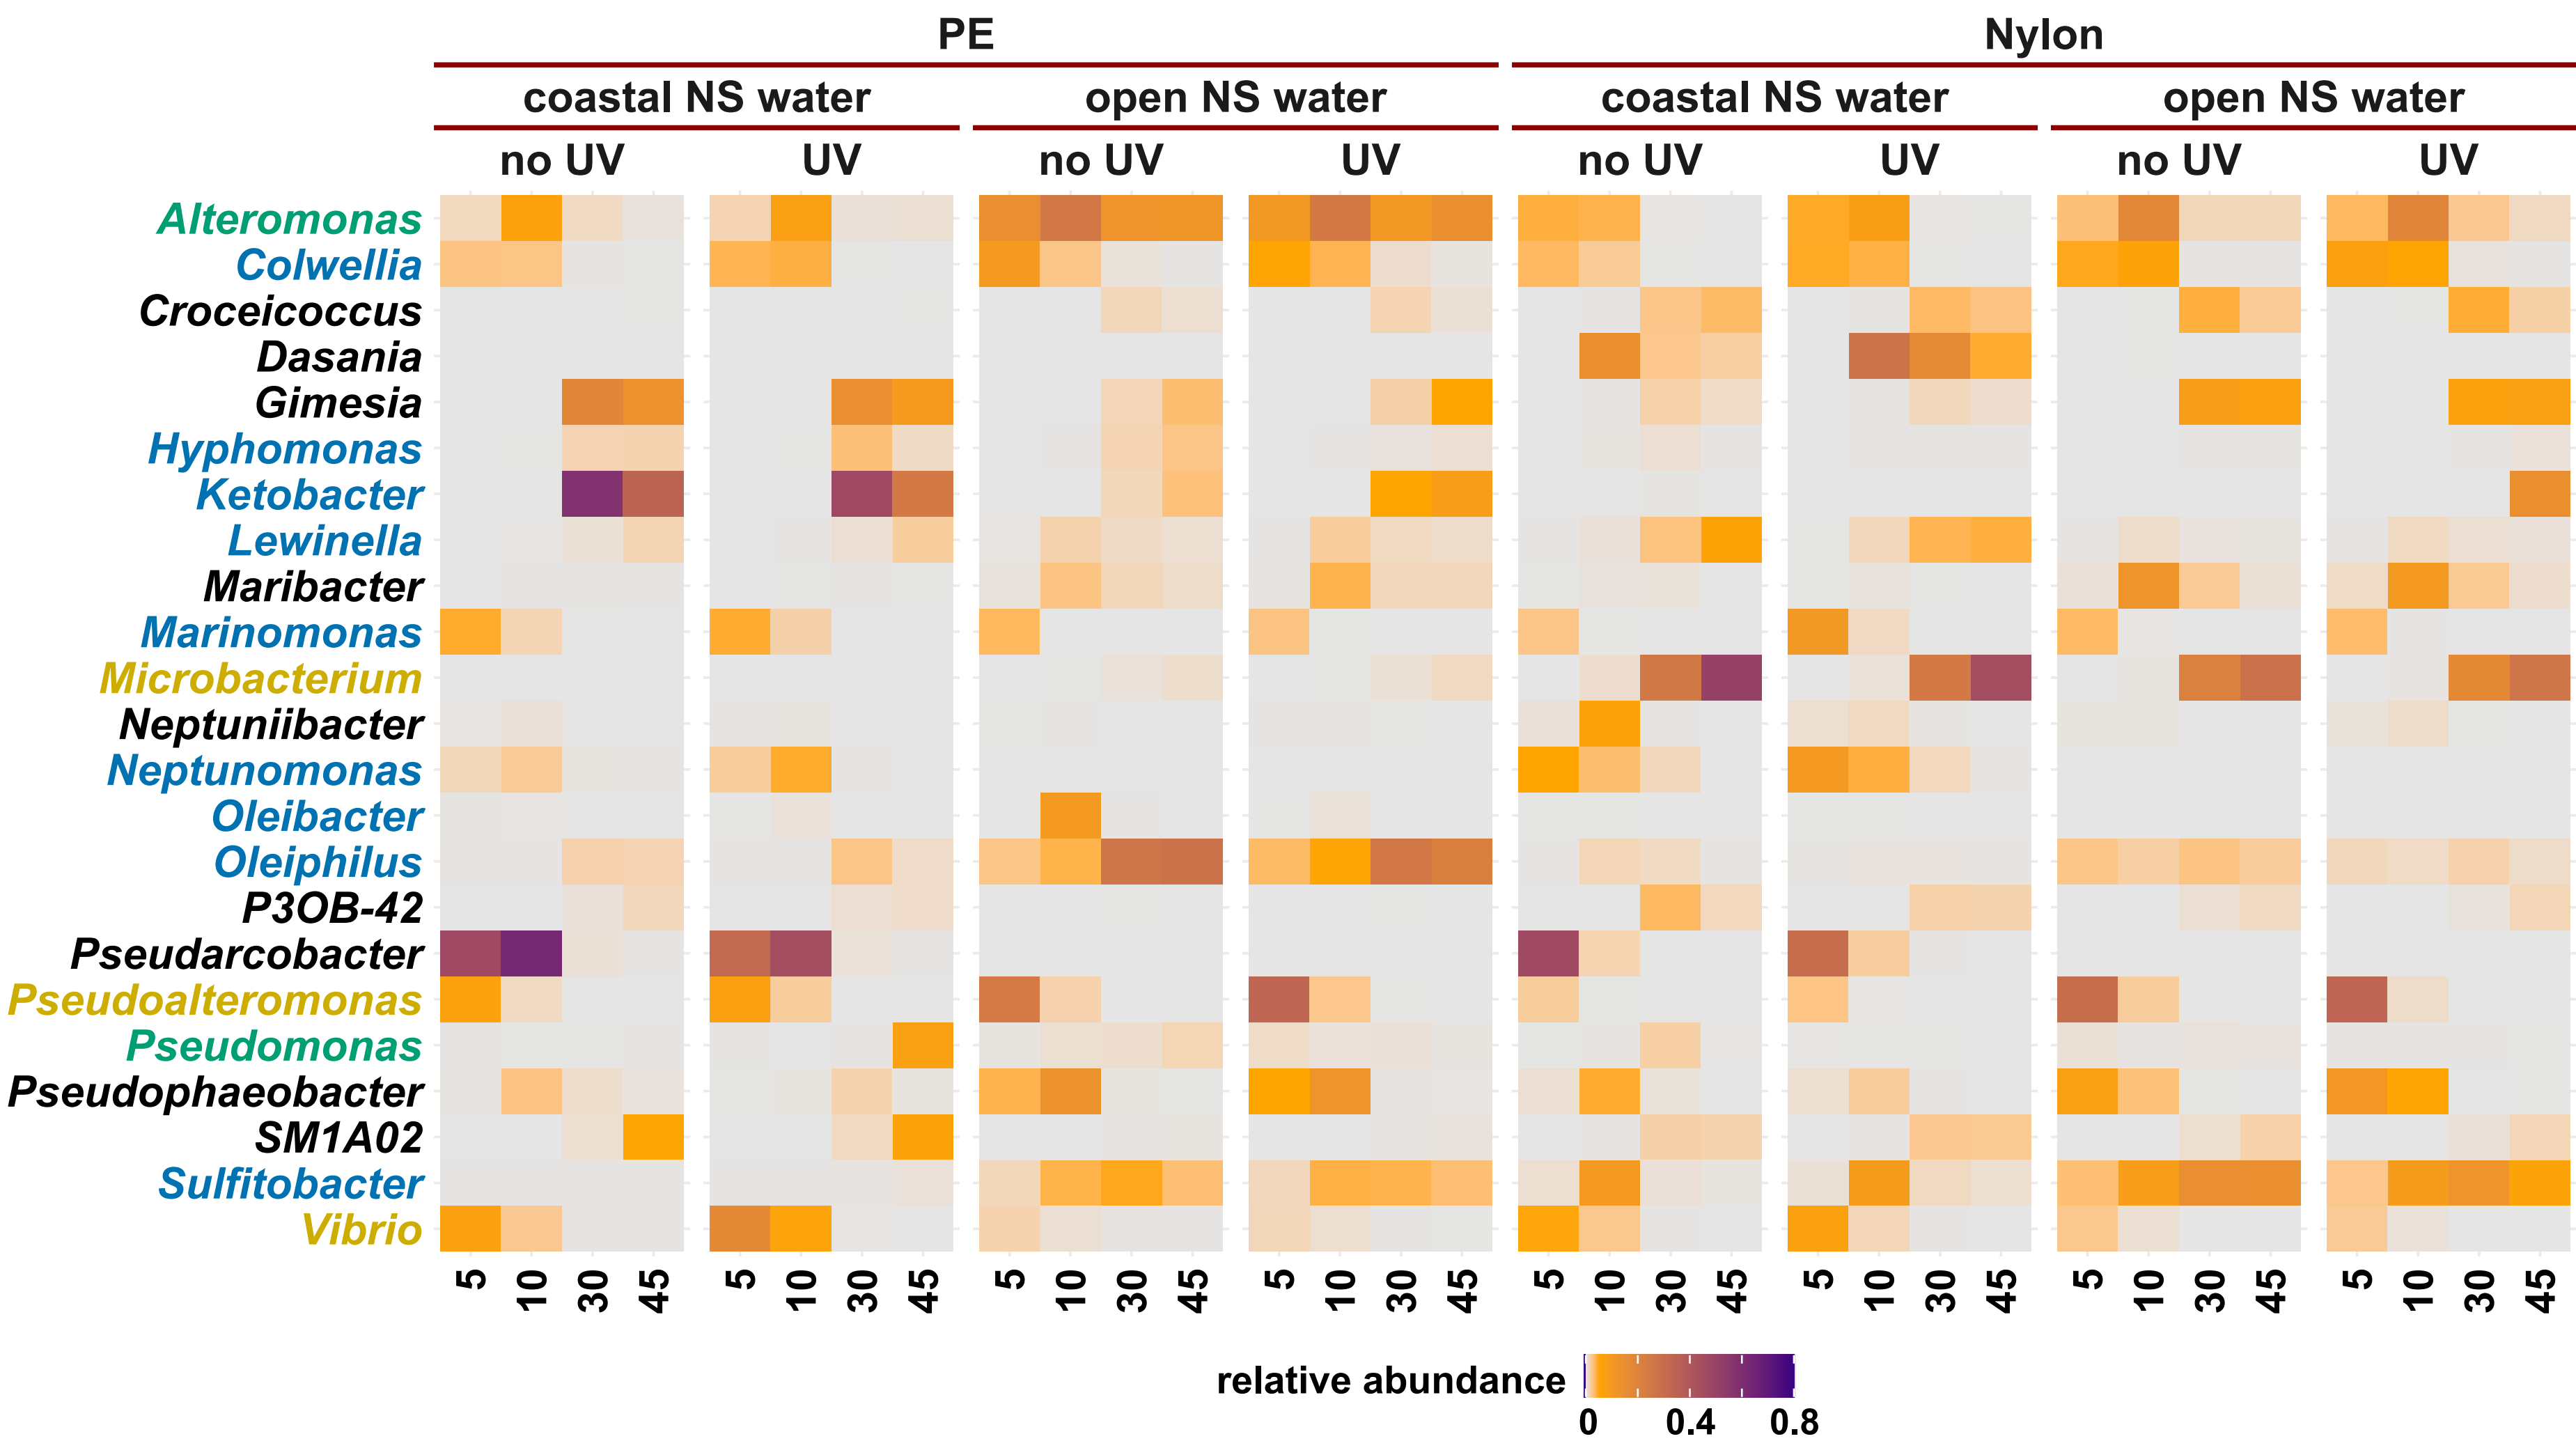 PE Nylon
coastal NS water open NS water coastal NS water open NS water
no UV UV no UV UV no UV UV no UV UV
Alteromonas
Colwellia
Croceicoccus
Dasania
Gimesia
Hyphomonas
Ketobacter
Lewinella
Maribacter
Marinomonas
Microbacterium
Neptuniibacter
Neptunomonas
Oleibacter
Oleiphilus
P3OB-42
Pseudarcobacter
Pseudoalteromonas
Pseudomonas
Pseudophaeobacter
SM1A02
Sulfitobacter
Vibrio
5 10 30 45 5 10 30 45 5 10 30 45 5 10 30 45 5 10 30 45 5 10 30 45 5 10 30 45 5 10 30 45
relative abundance
0 0.4 0.8